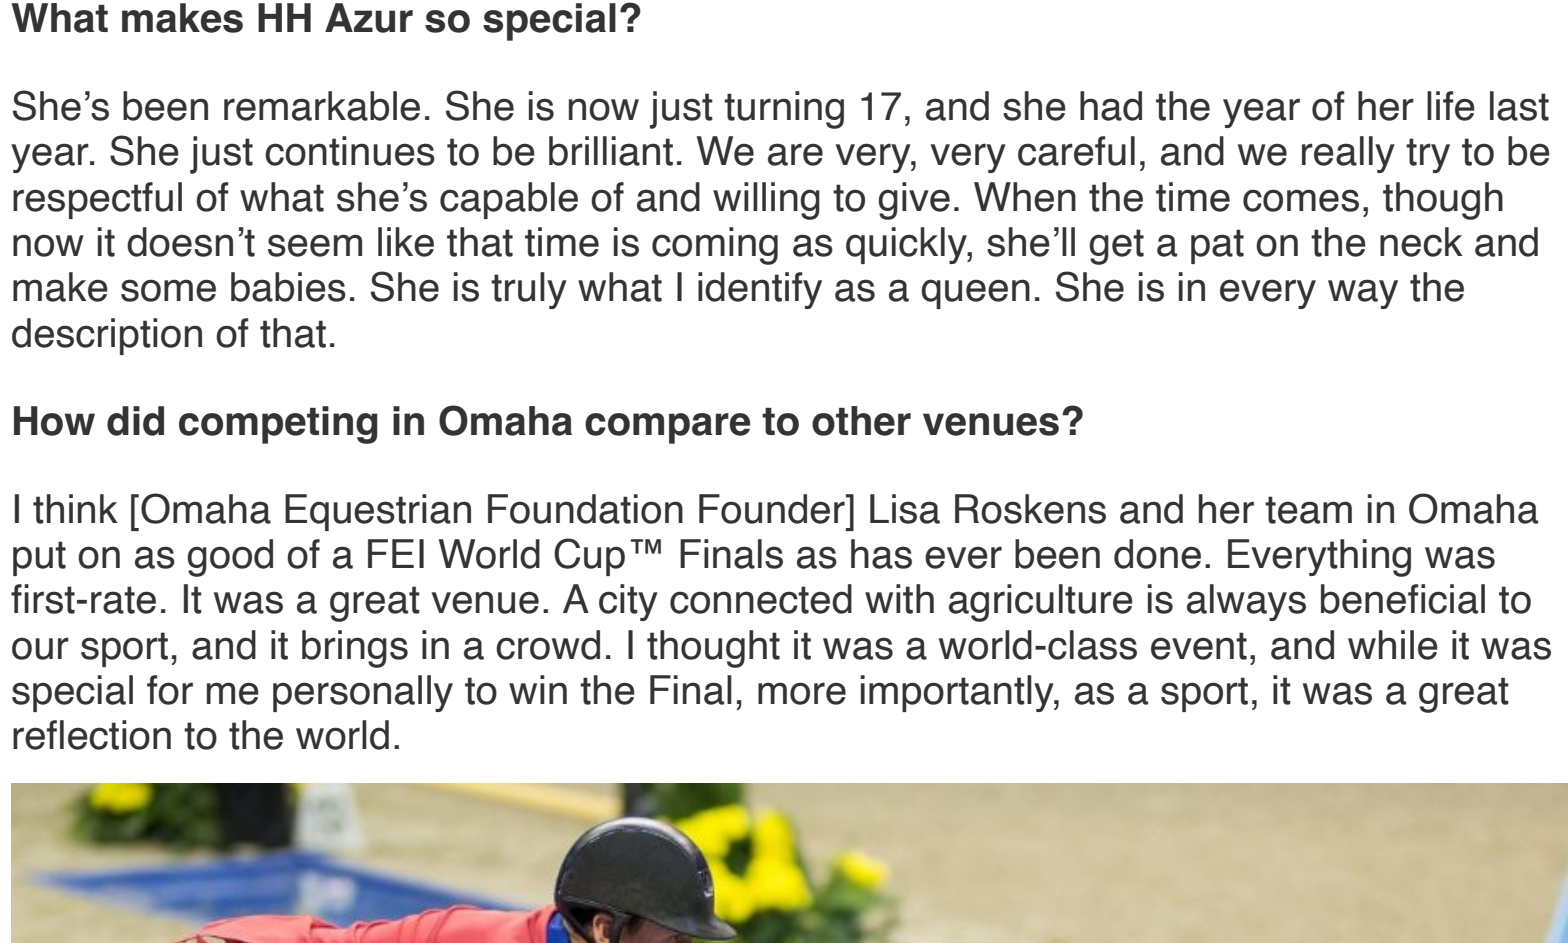 What makes HH Azur so special?
She’s been remarkable. She is now just turning 17, and she had the year of her life last
year. She just continues to be brilliant. We are very, very careful, and we really try to be
respectful of what she’s capable of and willing to give. When the time comes, though
now it doesn’t seem like that time is coming as quickly, she’ll get a pat on the neck and
make some babies. She is truly what I identify as a queen. She is in every way the
description of that.
How did competing in Omaha compare to other venues?
I think [Omaha Equestrian Foundation Founder] Lisa Roskens and her team in Omaha
put on as good of a FEI World Cup™ Finals as has ever been done. Everything was
first-rate. It was a great venue. A city connected with agriculture is always beneficial to
our sport, and it brings in a crowd. I thought it was a world-class event, and while it was
special for me personally to win the Final, more importantly, as a sport, it was a great
reflection to the world.